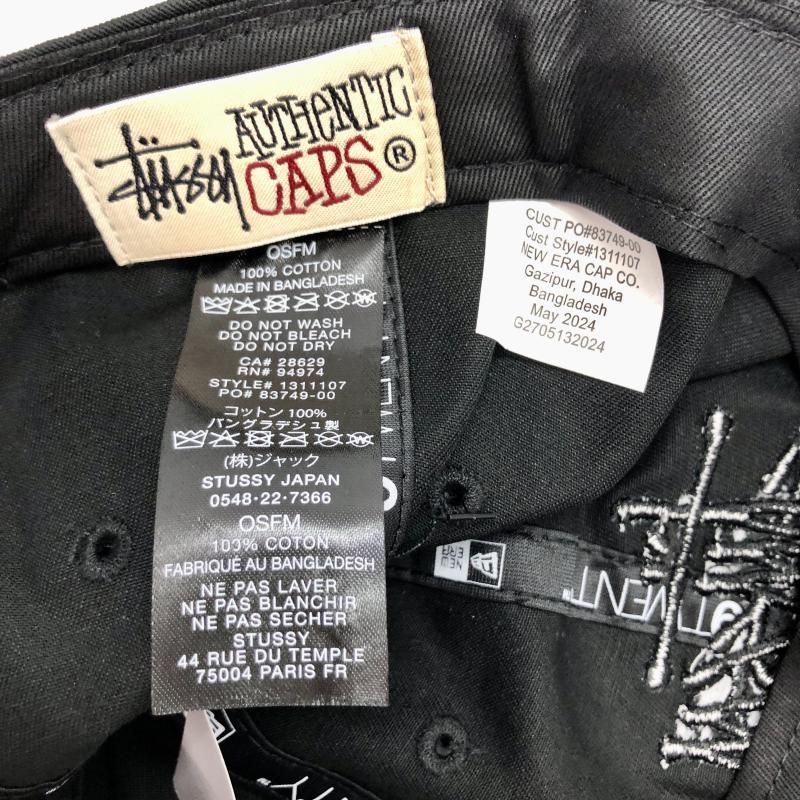 Stüssy AUTHENTIC
CAPS ®
OSFM
100% COTTON
MADE IN BANGLADESH
DO NOT WASH
DO NOT BLEACH
DO NOT DRY
CA# 28629
RN# 94974
STYLE# 1311107
PO# 83749-00
コットン 100%
バングラデシュ製
(株)ジャック
STUSSY JAPAN
0548・22・7366
OSFM
100% COTON
FABRIQUÉ AU BANGLADESH
NE PAS LAVER
NE PAS BLANCHIR
NE PAS SECHER
STUSSY
44 RUE DU TEMPLE
75004 PARIS FR
CUST PO#83749-00
Cust Style#1311107
NEW ERA CAP CO.
Gazipur, Dhaka
Bangladesh
May 2024
G2705132024
NEW
ERA
9TWENT